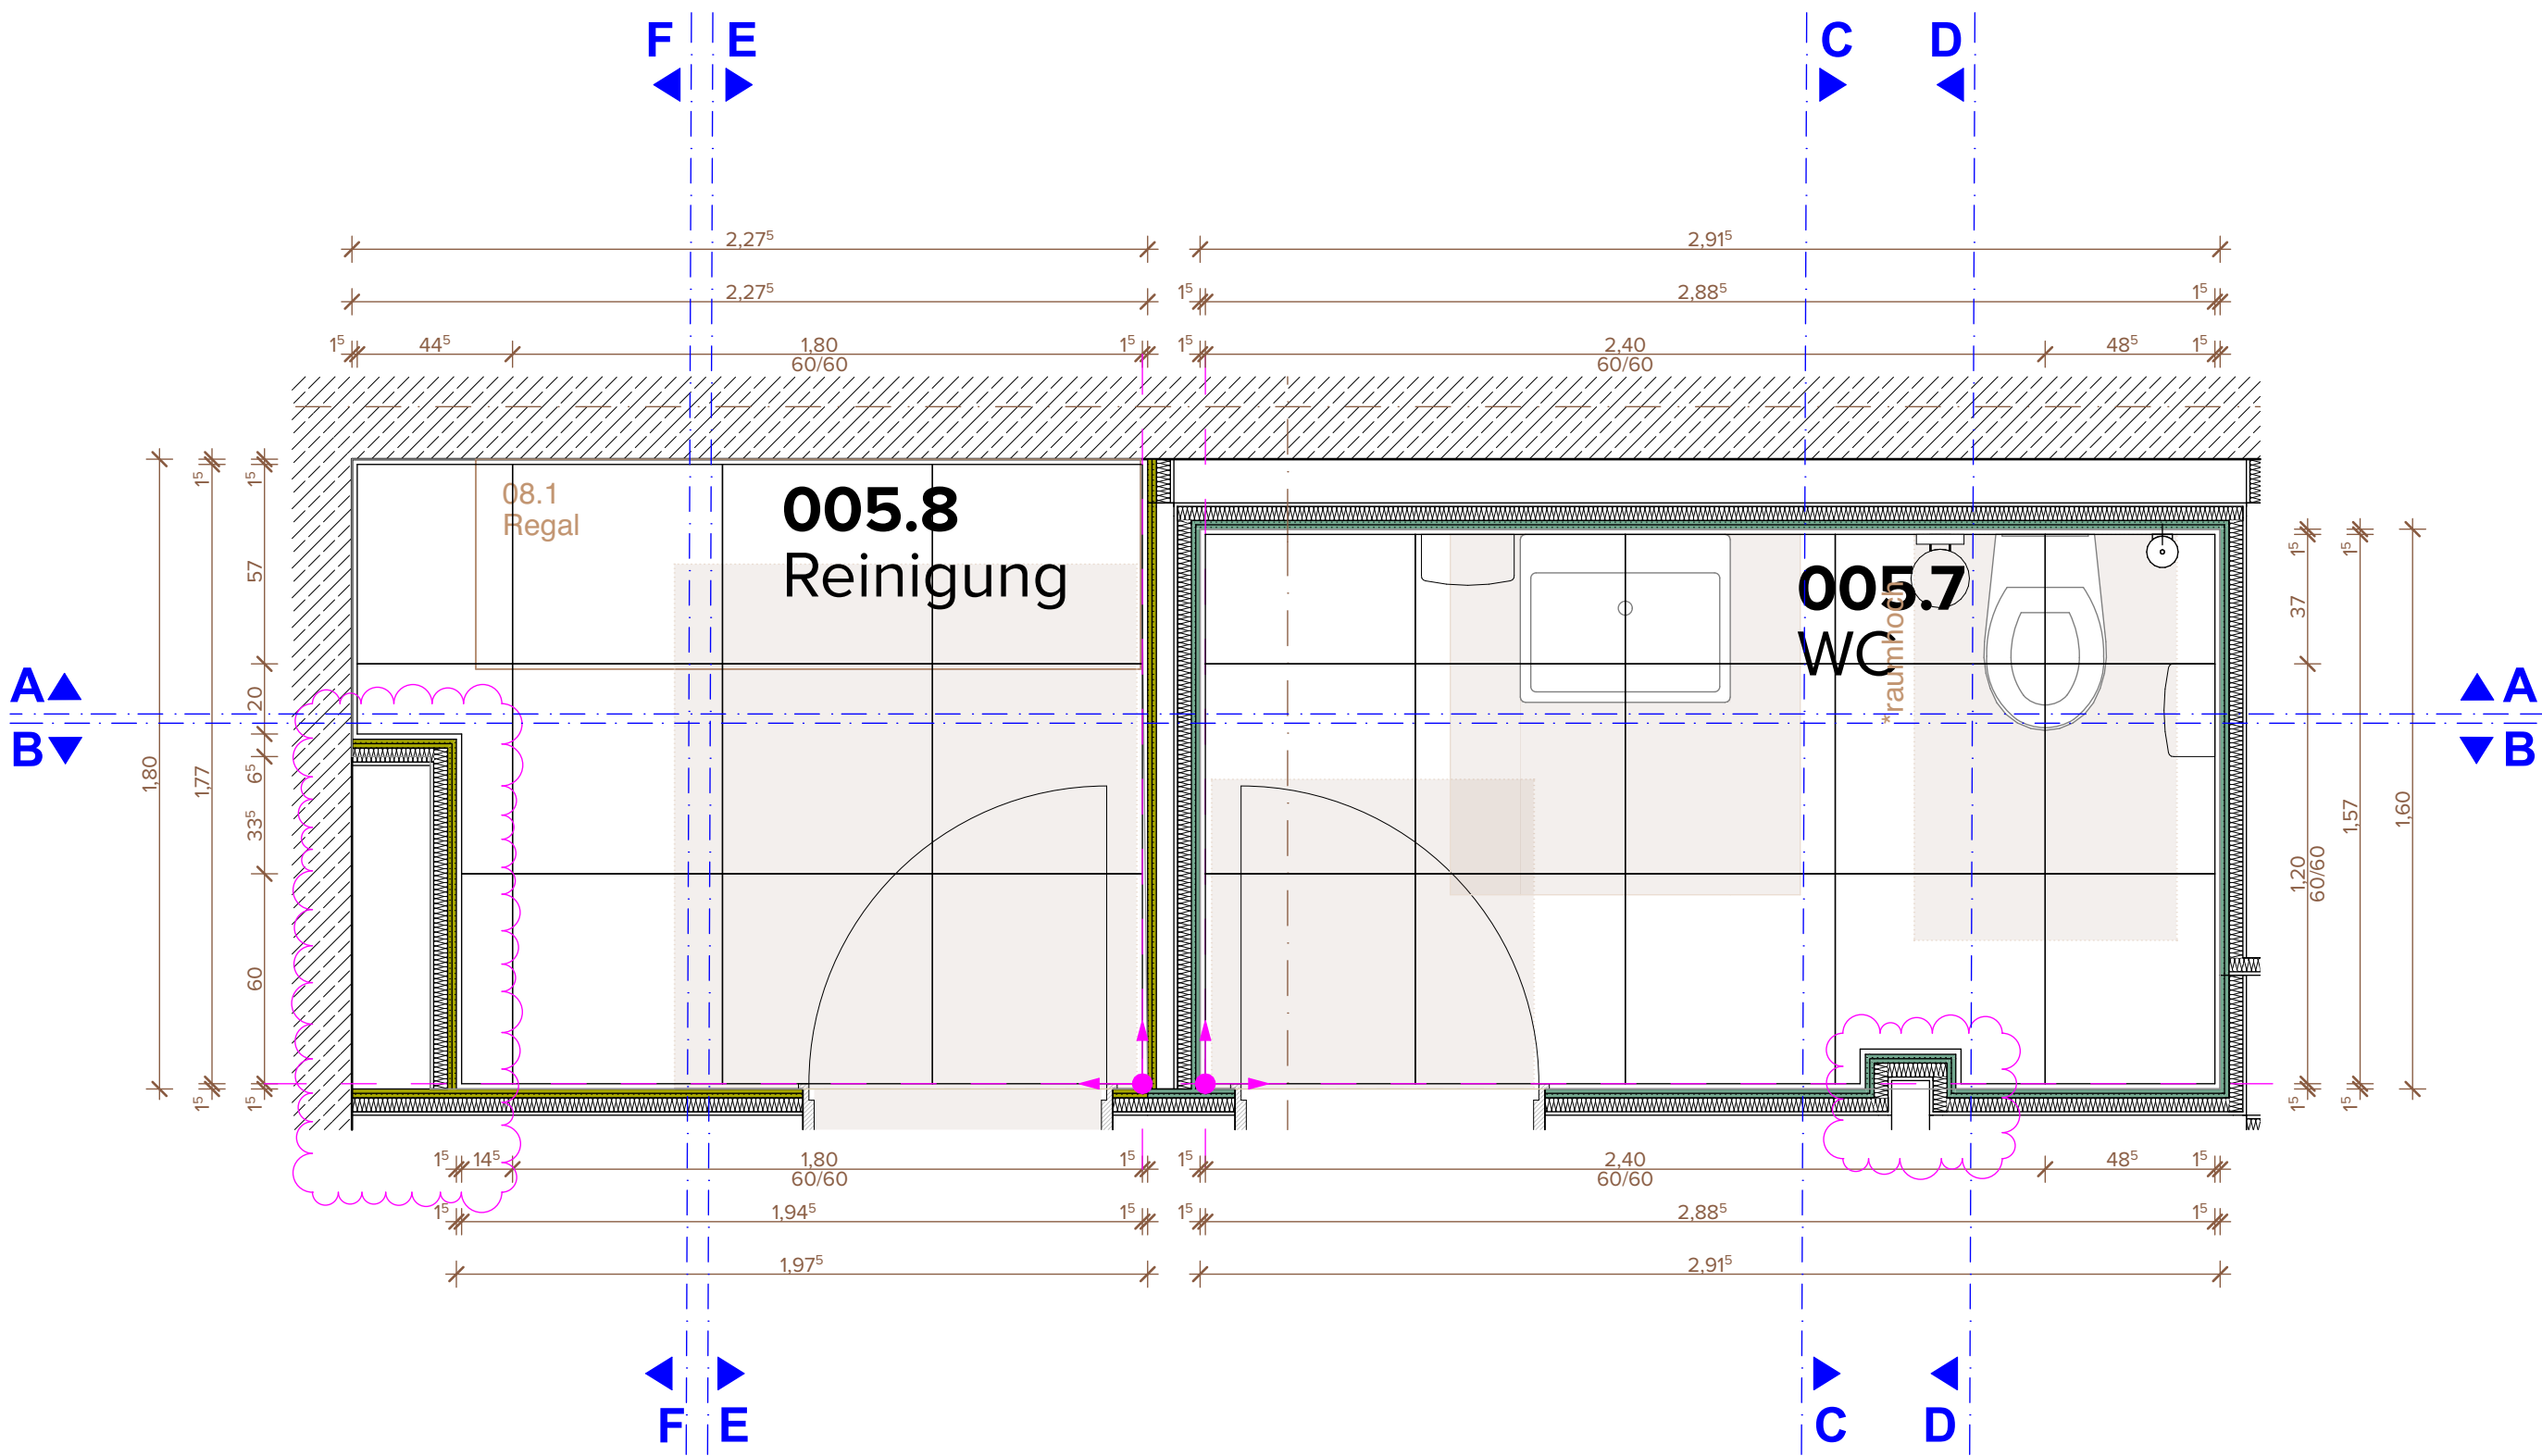 F E C D
2,27⁵ 2,91⁵
2,27⁵ 1⁵ 2,88⁵ 1⁵
1⁵ 44⁵ 1,80 1⁵ 1⁵ 2,40 48⁵ 1⁵
60/60 60/60
08.1
Regal
005.8
Reinigung
005.7
WC
*raumhoch
A
B
1,80
1⁵ 1,77 1⁵
1⁵ 57 20 6⁵ 33⁵ 60 1⁵
1⁵ 37 1,20 1⁵
60/60
1⁵ 1,57 1⁵
1,60
A
B
1⁵ 14⁵ 1,80 1⁵ 1⁵ 2,40 48⁵ 1⁵
60/60 60/60
1⁵ 1,94⁵ 1⁵ 1⁵ 2,88⁵ 1⁵
1,97⁵ 2,91⁵
F E C D